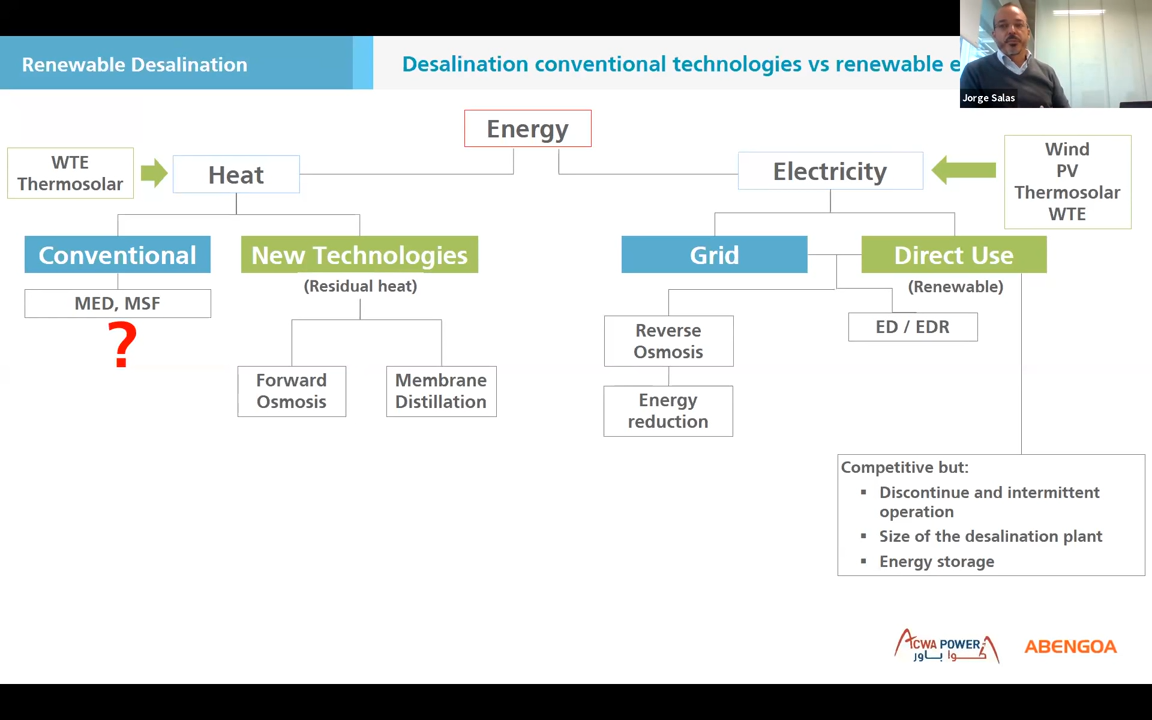 Renewable Desalination
Desalination conventional technologies vs renewable e
Jorge Salas
Energy
WTE
Thermosolar
Heat
Electricity
Wind
PV
Thermosolar
WTE
Conventional
New Technologies
(Residual heat)
MED, MSF
?
Forward
Osmosis
Membrane
Distillation
Grid
Direct Use
(Renewable)
Reverse
Osmosis
ED / EDR
Energy
reduction
Competitive but:
▪ Discontinue and intermittent
operation
▪ Size of the desalination plant
▪ Energy storage
ACWA POWER
أكوا باور
ABENGOA